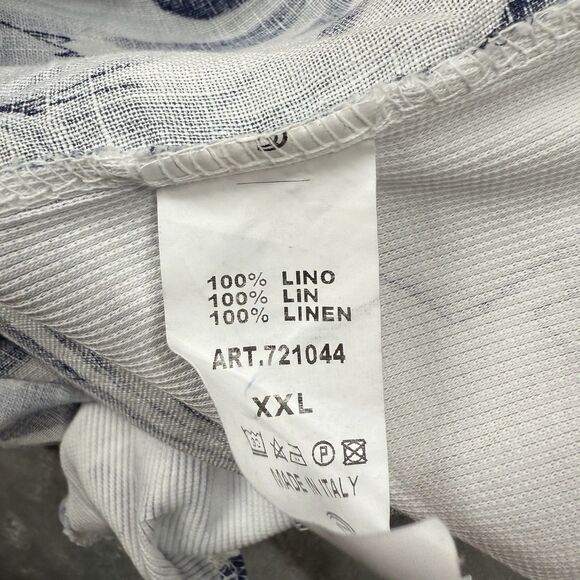 100% LINO
100% LIN
100% LINEN
ART.721044
XXL
P
MADE IN ITALY